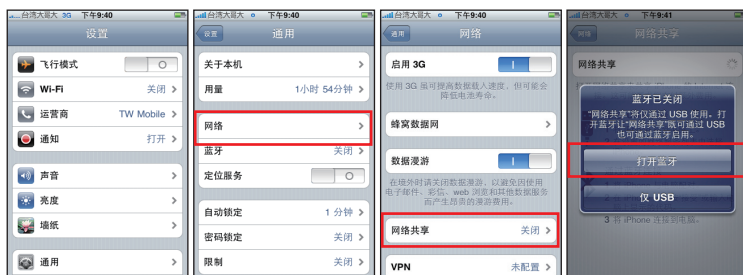 台湾大哥大 3G 下午9:40
设置
飞行模式
Wi-Fi 关闭
运营商 TW Mobile
通知 打开
声音
亮度
墙纸
通用
台湾大哥大 下午9:40
设置 通用
关于本机
用量 1小时 54分钟
网络
蓝牙 关闭
定位服务
自动锁定 1 分钟
密码锁定 关闭
限制 关闭
台湾大哥大 下午9:40
通用 网络
启用 3G
使用 3G 虽可提高数据载入速度，但可能会
降低电池寿命。
蜂窝数据网
数据漫游
在境外时请关闭数据漫游，以避免因使用
电子邮件、彩信、web 浏览和其他数据服务
而产生昂贵的漫游费用。
网络共享 关闭
VPN 未配置
台湾大哥大 下午9:41
网络 网络共享
网络共享
蓝牙已关闭
“网络共享”将仅通过 USB 使用。打
开蓝牙让“网络共享”既可通过 USB
也可通过蓝牙启用。
打开蓝牙
仅 USB
3 将 iPhone 连接到电脑。